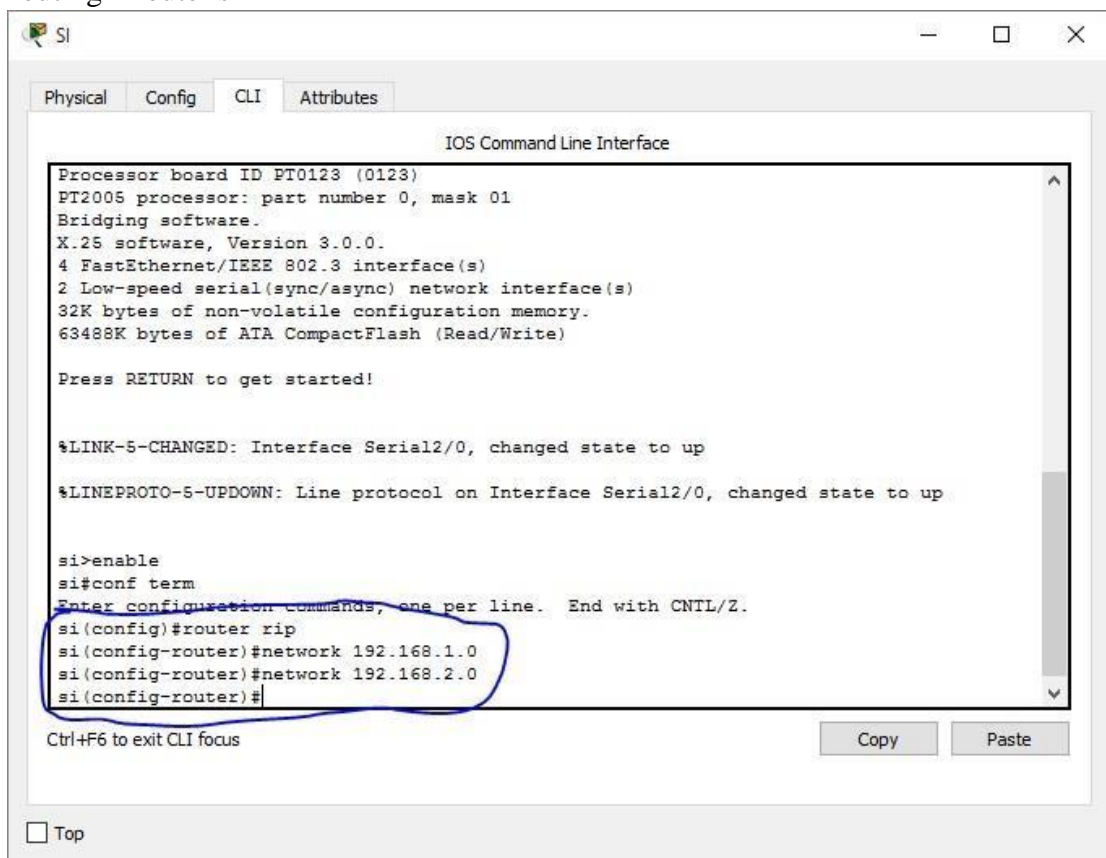 SI
Physical Config CLI Attributes
IOS Command Line Interface
Processor board ID PT0123 (0123)
PT2005 processor: part number 0, mask 01
Bridging software.
X.25 software, Version 3.0.0.
4 FastEthernet/IEEE 802.3 interface(s)
2 Low-speed serial(sync/async) network interface(s)
32K bytes of non-volatile configuration memory.
63488K bytes of ATA CompactFlash (Read/Write)
Press RETURN to get started!
%LINK-5-CHANGED: Interface Serial2/0, changed state to up
%LINEPROTO-5-UPDOWN: Line protocol on Interface Serial2/0, changed state to up
si>enable
si#conf term
Enter configuration commands, one per line. End with CNTL/Z.
si(config)#router rip
si(config-router)#network 192.168.1.0
si(config-router)#network 192.168.2.0
si(config-router)#
Ctrl+F6 to exit CLI focus
Copy Paste
Top